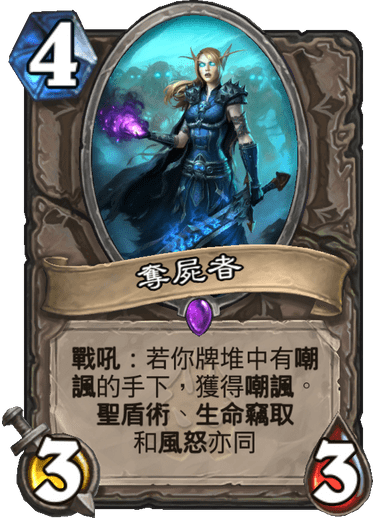 4
奪屍者
戰吼：若你牌堆中有嘲
諷的手下，獲得嘲諷。
聖盾術、生命竊取
和風怒亦同
3
3